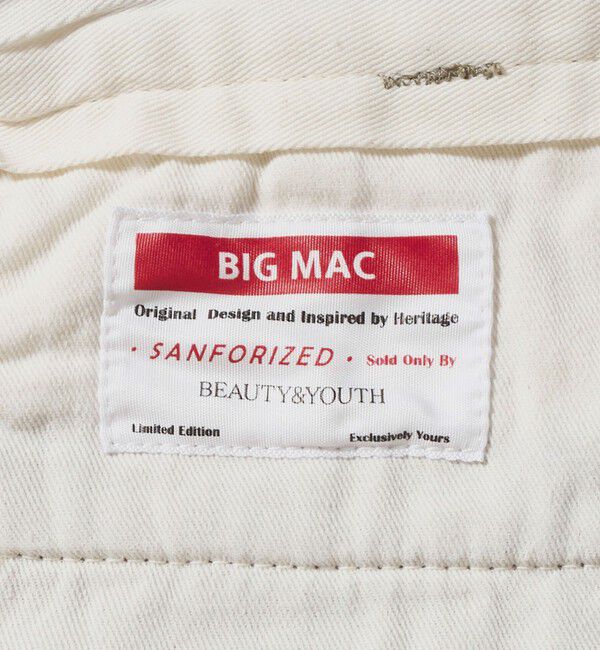 BIG MAC
Original Design and Inspired by Heritage
• SANFORIZED • Sold Only By
BEAUTY&YOUTH
Limited Edition Exclusively Yours